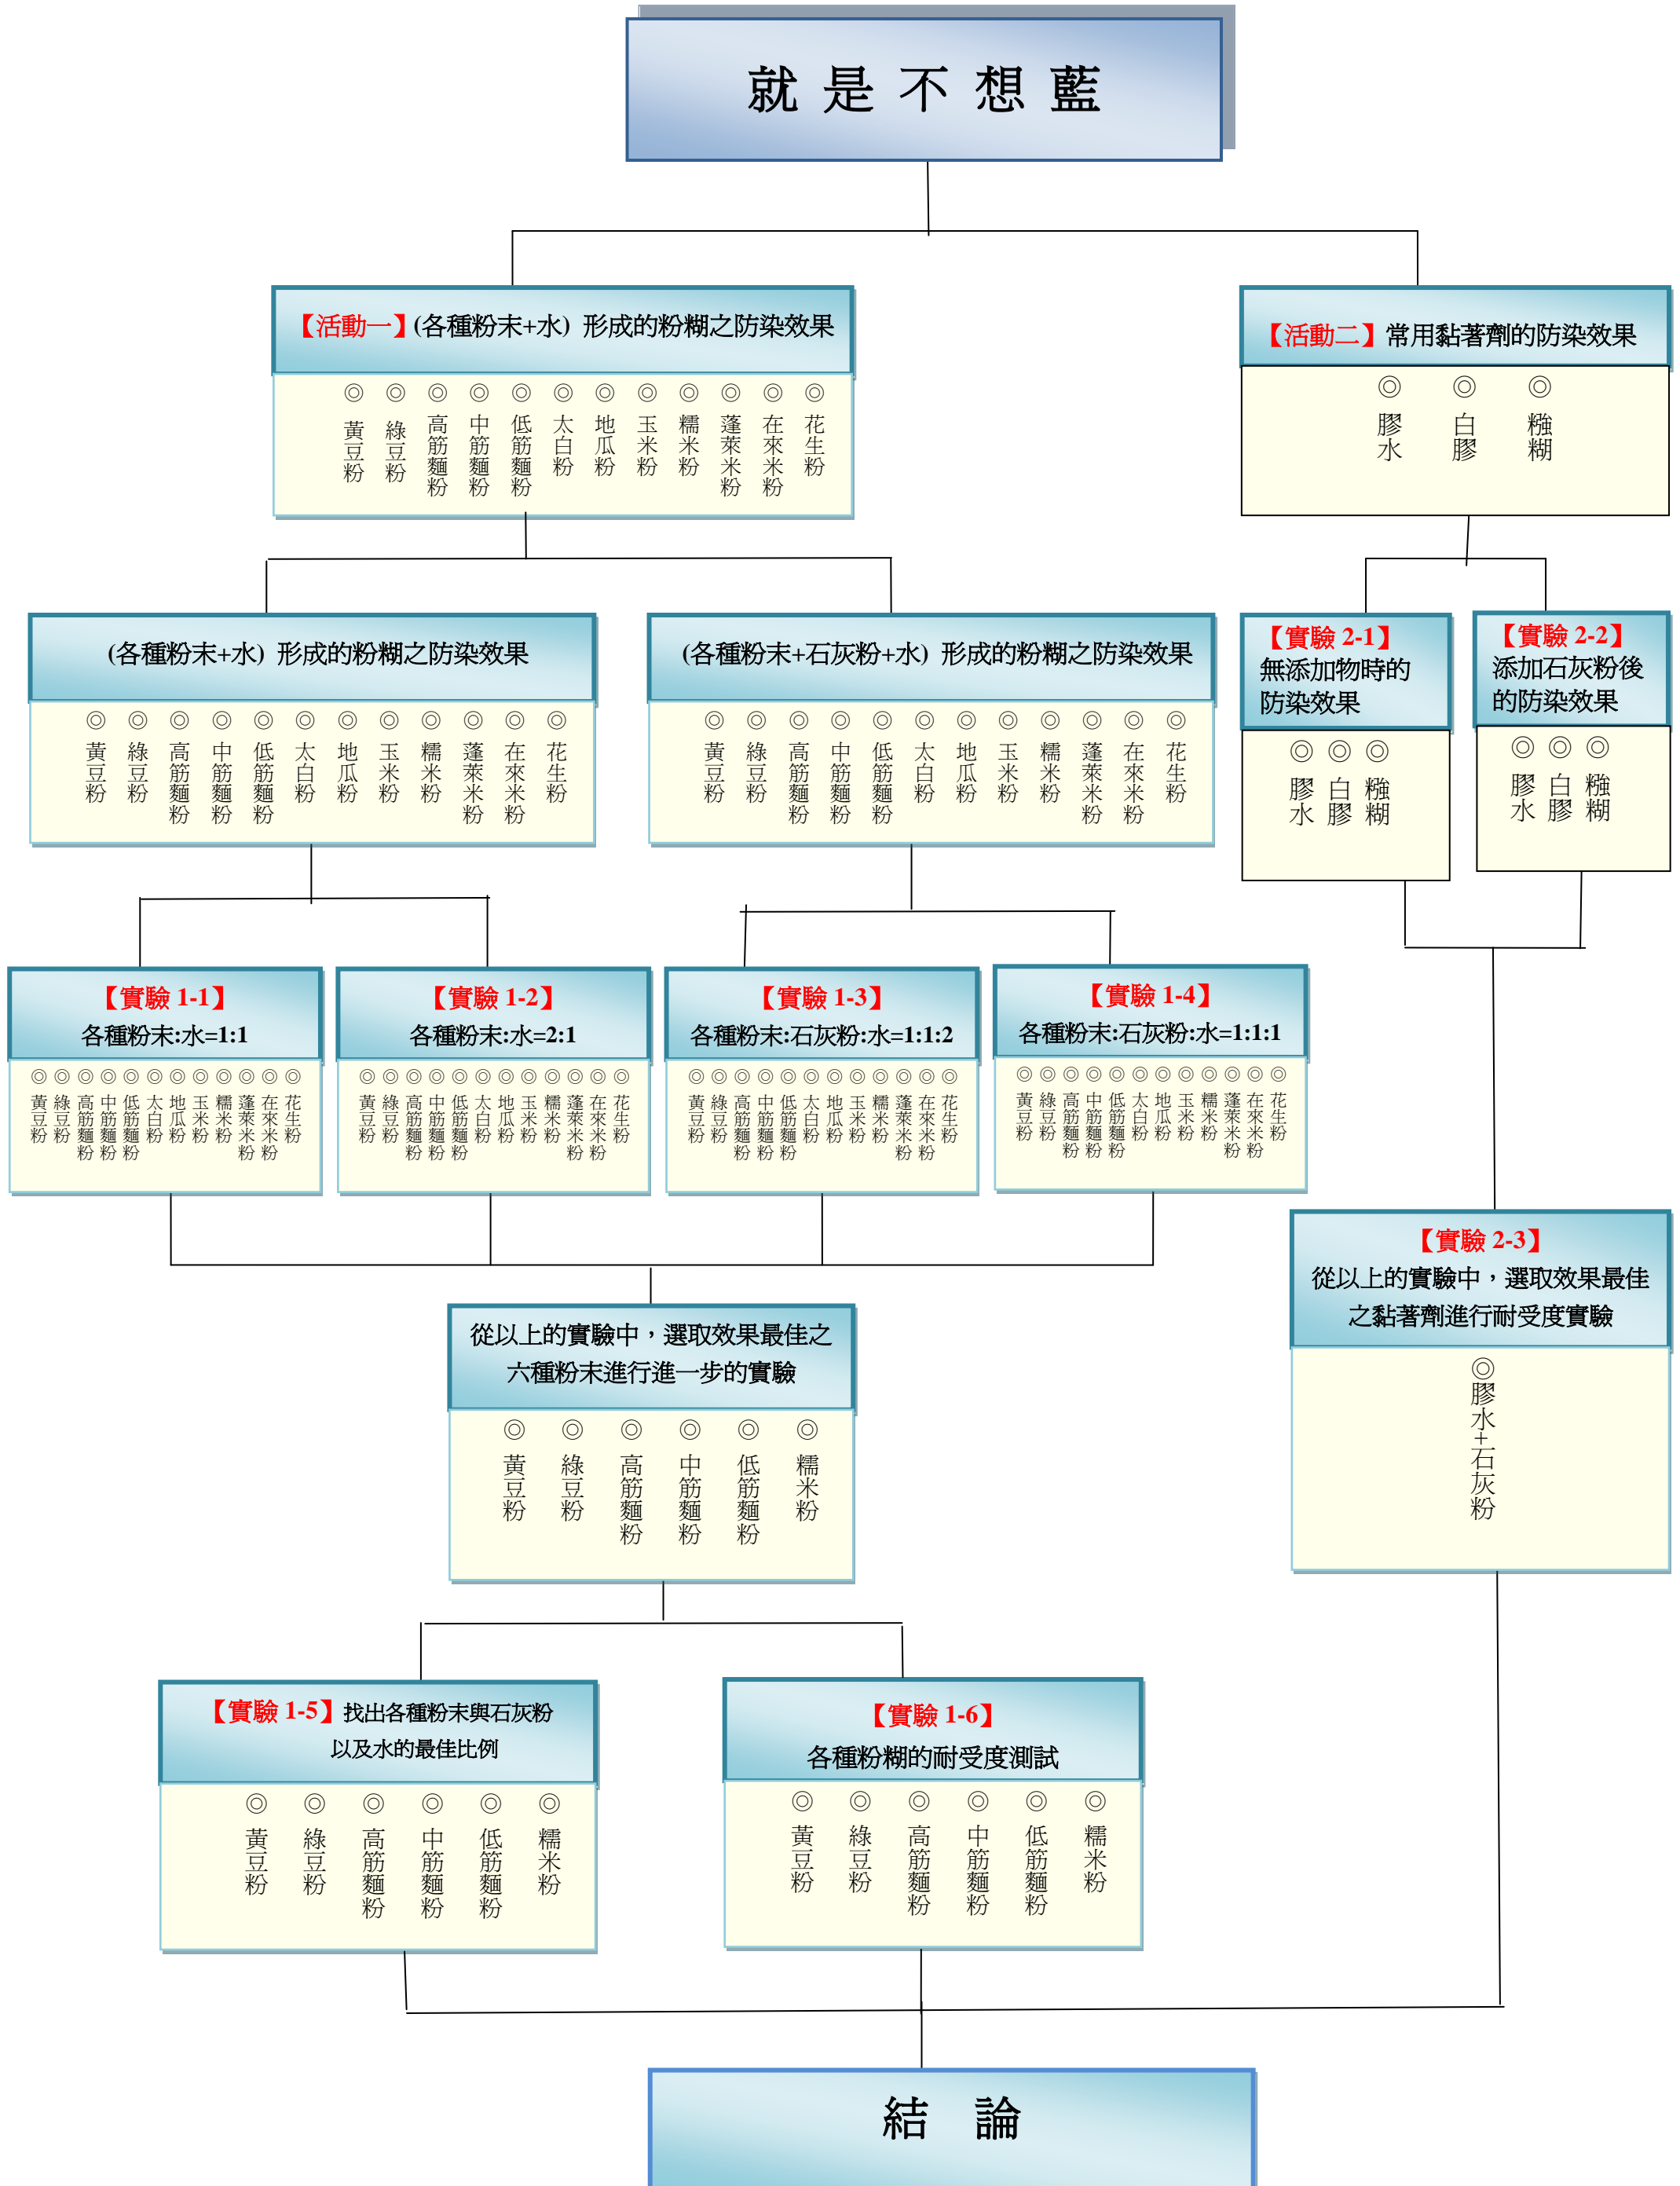 就是不想藍
【活動一】(各種粉末+水) 形成的粉糊之防染效果
◎黃豆粉
◎綠豆粉
◎高筋麵粉
◎中筋麵粉
◎低筋麵粉
◎太白粉
◎地瓜粉
◎玉米粉
◎糯米粉
◎蓬萊米粉
◎在來米粉
◎花生粉
【活動二】常用黏著劑的防染效果
◎膠水
◎白膠
◎糨糊
(各種粉末+水) 形成的粉糊之防染效果
◎黃豆粉
◎綠豆粉
◎高筋麵粉
◎中筋麵粉
◎低筋麵粉
◎太白粉
◎地瓜粉
◎玉米粉
◎糯米粉
◎蓬萊米粉
◎在來米粉
◎花生粉
(各種粉末+石灰粉+水) 形成的粉糊之防染效果
◎黃豆粉
◎綠豆粉
◎高筋麵粉
◎中筋麵粉
◎低筋麵粉
◎太白粉
◎地瓜粉
◎玉米粉
◎糯米粉
◎蓬萊米粉
◎在來米粉
◎花生粉
【實驗 2-1】
無添加物時的
防染效果
◎膠水
◎白膠
◎糨糊
【實驗 2-2】
添加石灰粉後
的防染效果
◎膠水
◎白膠
◎糨糊
【實驗 1-1】
各種粉末:水=1:1
◎黃豆粉
◎綠豆粉
◎高筋麵粉
◎中筋麵粉
◎低筋麵粉
◎太白粉
◎地瓜粉
◎玉米粉
◎糯米粉
◎蓬萊米粉
◎在來米粉
◎花生粉
【實驗 1-2】
各種粉末:水=2:1
◎黃豆粉
◎綠豆粉
◎高筋麵粉
◎中筋麵粉
◎低筋麵粉
◎太白粉
◎地瓜粉
◎玉米粉
◎糯米粉
◎蓬萊米粉
◎在來米粉
◎花生粉
【實驗 1-3】
各種粉末:石灰粉:水=1:1:2
◎黃豆粉
◎綠豆粉
◎高筋麵粉
◎中筋麵粉
◎低筋麵粉
◎太白粉
◎地瓜粉
◎玉米粉
◎糯米粉
◎蓬萊米粉
◎在來米粉
◎花生粉
【實驗 1-4】
各種粉末:石灰粉:水=1:1:1
◎黃豆粉
◎綠豆粉
◎高筋麵粉
◎中筋麵粉
◎低筋麵粉
◎太白粉
◎地瓜粉
◎玉米粉
◎糯米粉
◎蓬萊米粉
◎在來米粉
◎花生粉
【實驗 2-3】
從以上的實驗中，選取效果最佳
之黏著劑進行耐受度實驗
◎膠水+石灰粉
從以上的實驗中，選取效果最佳之
六種粉末進行進一步的實驗
◎黃豆粉
◎綠豆粉
◎高筋麵粉
◎中筋麵粉
◎低筋麵粉
◎糯米粉
【實驗 1-5】找出各種粉末與石灰粉
以及水的最佳比例
◎黃豆粉
◎綠豆粉
◎高筋麵粉
◎中筋麵粉
◎低筋麵粉
◎糯米粉
【實驗 1-6】
各種粉糊的耐受度測試
◎黃豆粉
◎綠豆粉
◎高筋麵粉
◎中筋麵粉
◎低筋麵粉
◎糯米粉
結 論